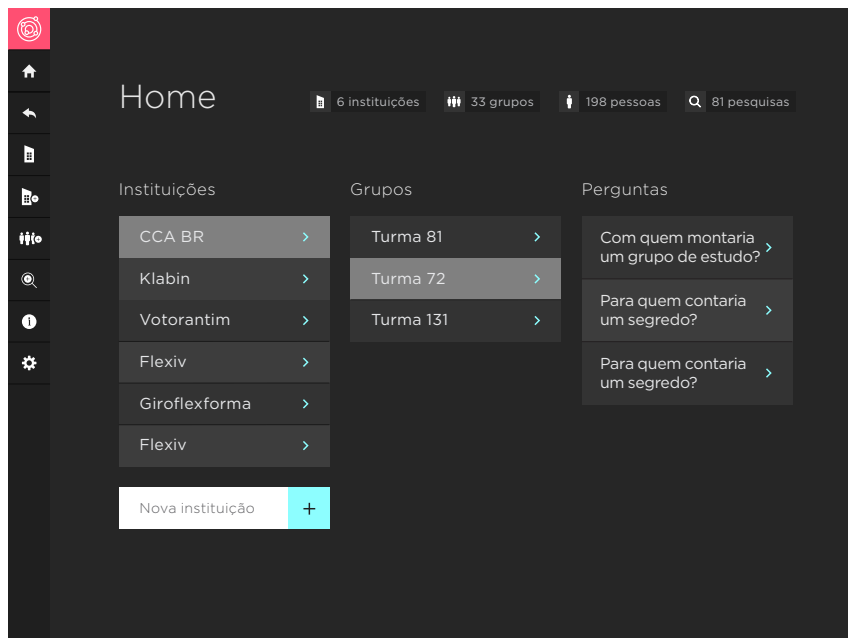 Home
6 instituições
33 grupos
198 pessoas
81 pesquisas
Instituições
CCA BR
Klabin
Votorantim
Flexiv
Giroflexforma
Flexiv
Nova instituição
+
Grupos
Turma 81
Turma 72
Turma 131
Perguntas
Com quem montaria
um grupo de estudo?
Para quem contaria
um segredo?
Para quem contaria
um segredo?